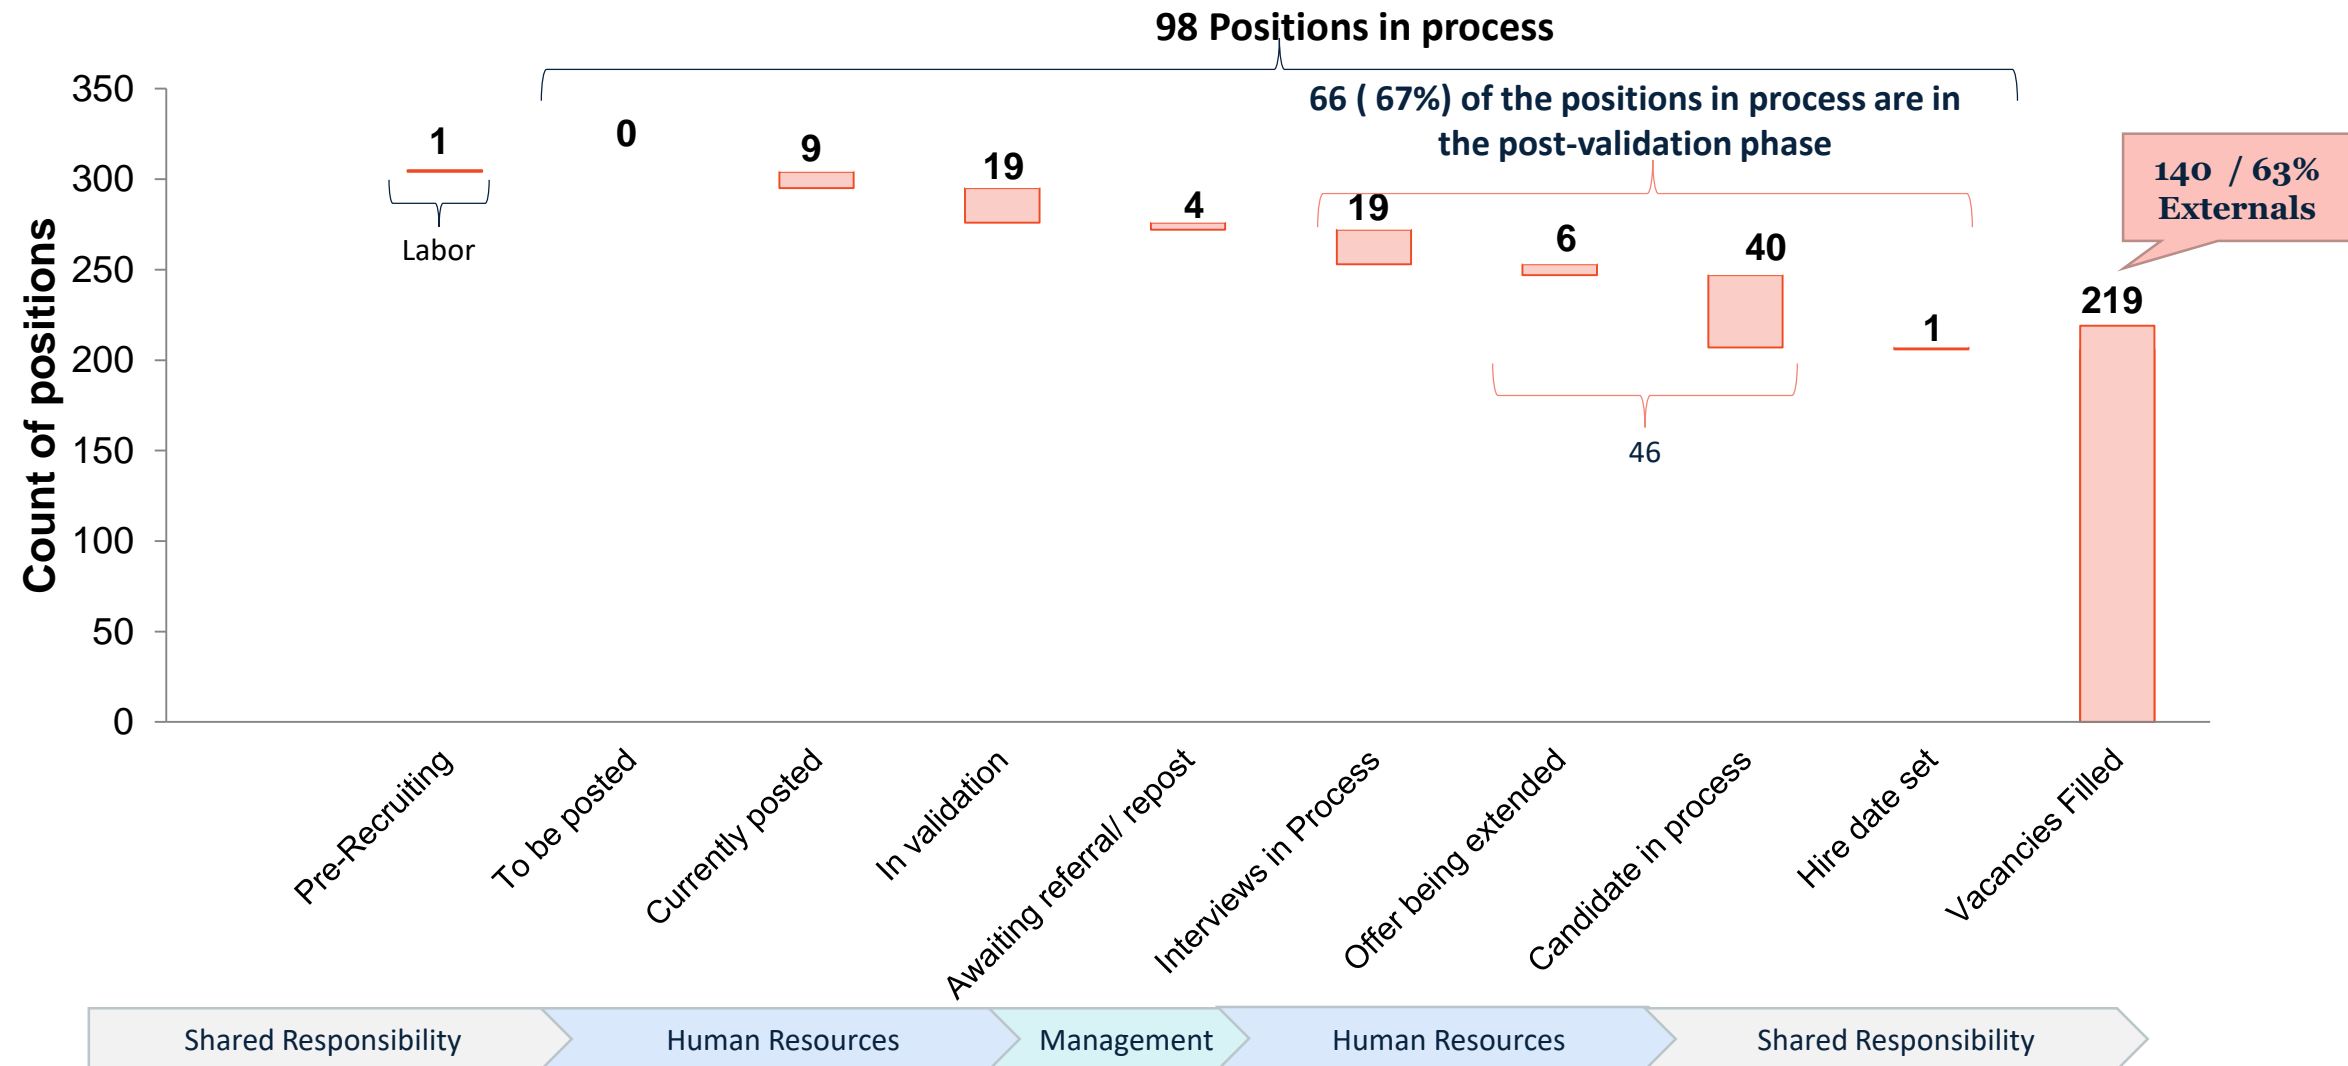 98 Positions in process
66 ( 67%) of the positions in process are in
the post-validation phase
140 / 63%
Externals
Count of positions
350
300
250
200
150
100
50
0
1
0
9
19
4
19
6
40
1
219
Labor
46
Pre-Recruiting
To be posted
Currently posted
In validation
Awaiting referral/ repost
Interviews in Process
Offer being extended
Candidate in process
Hire date set
Vacancies Filled
Shared Responsibility
Human Resources
Management
Human Resources
Shared Responsibility